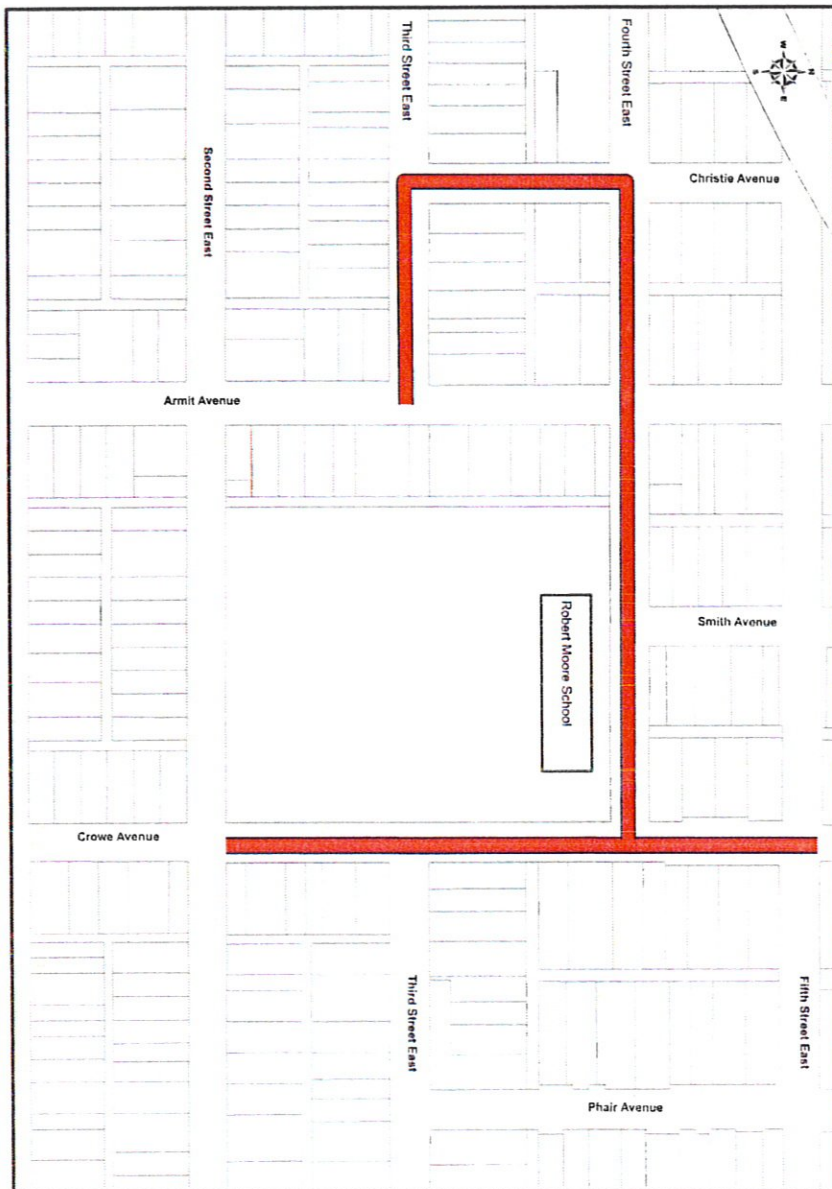 Third Street East
Fourth Street East
W
N
S
E
Second Street East
Christie Avenue
Armit Avenue
Robert Moore School
Smith Avenue
Crowe Avenue
Third Street East
Fifth Street East
Phair Avenue